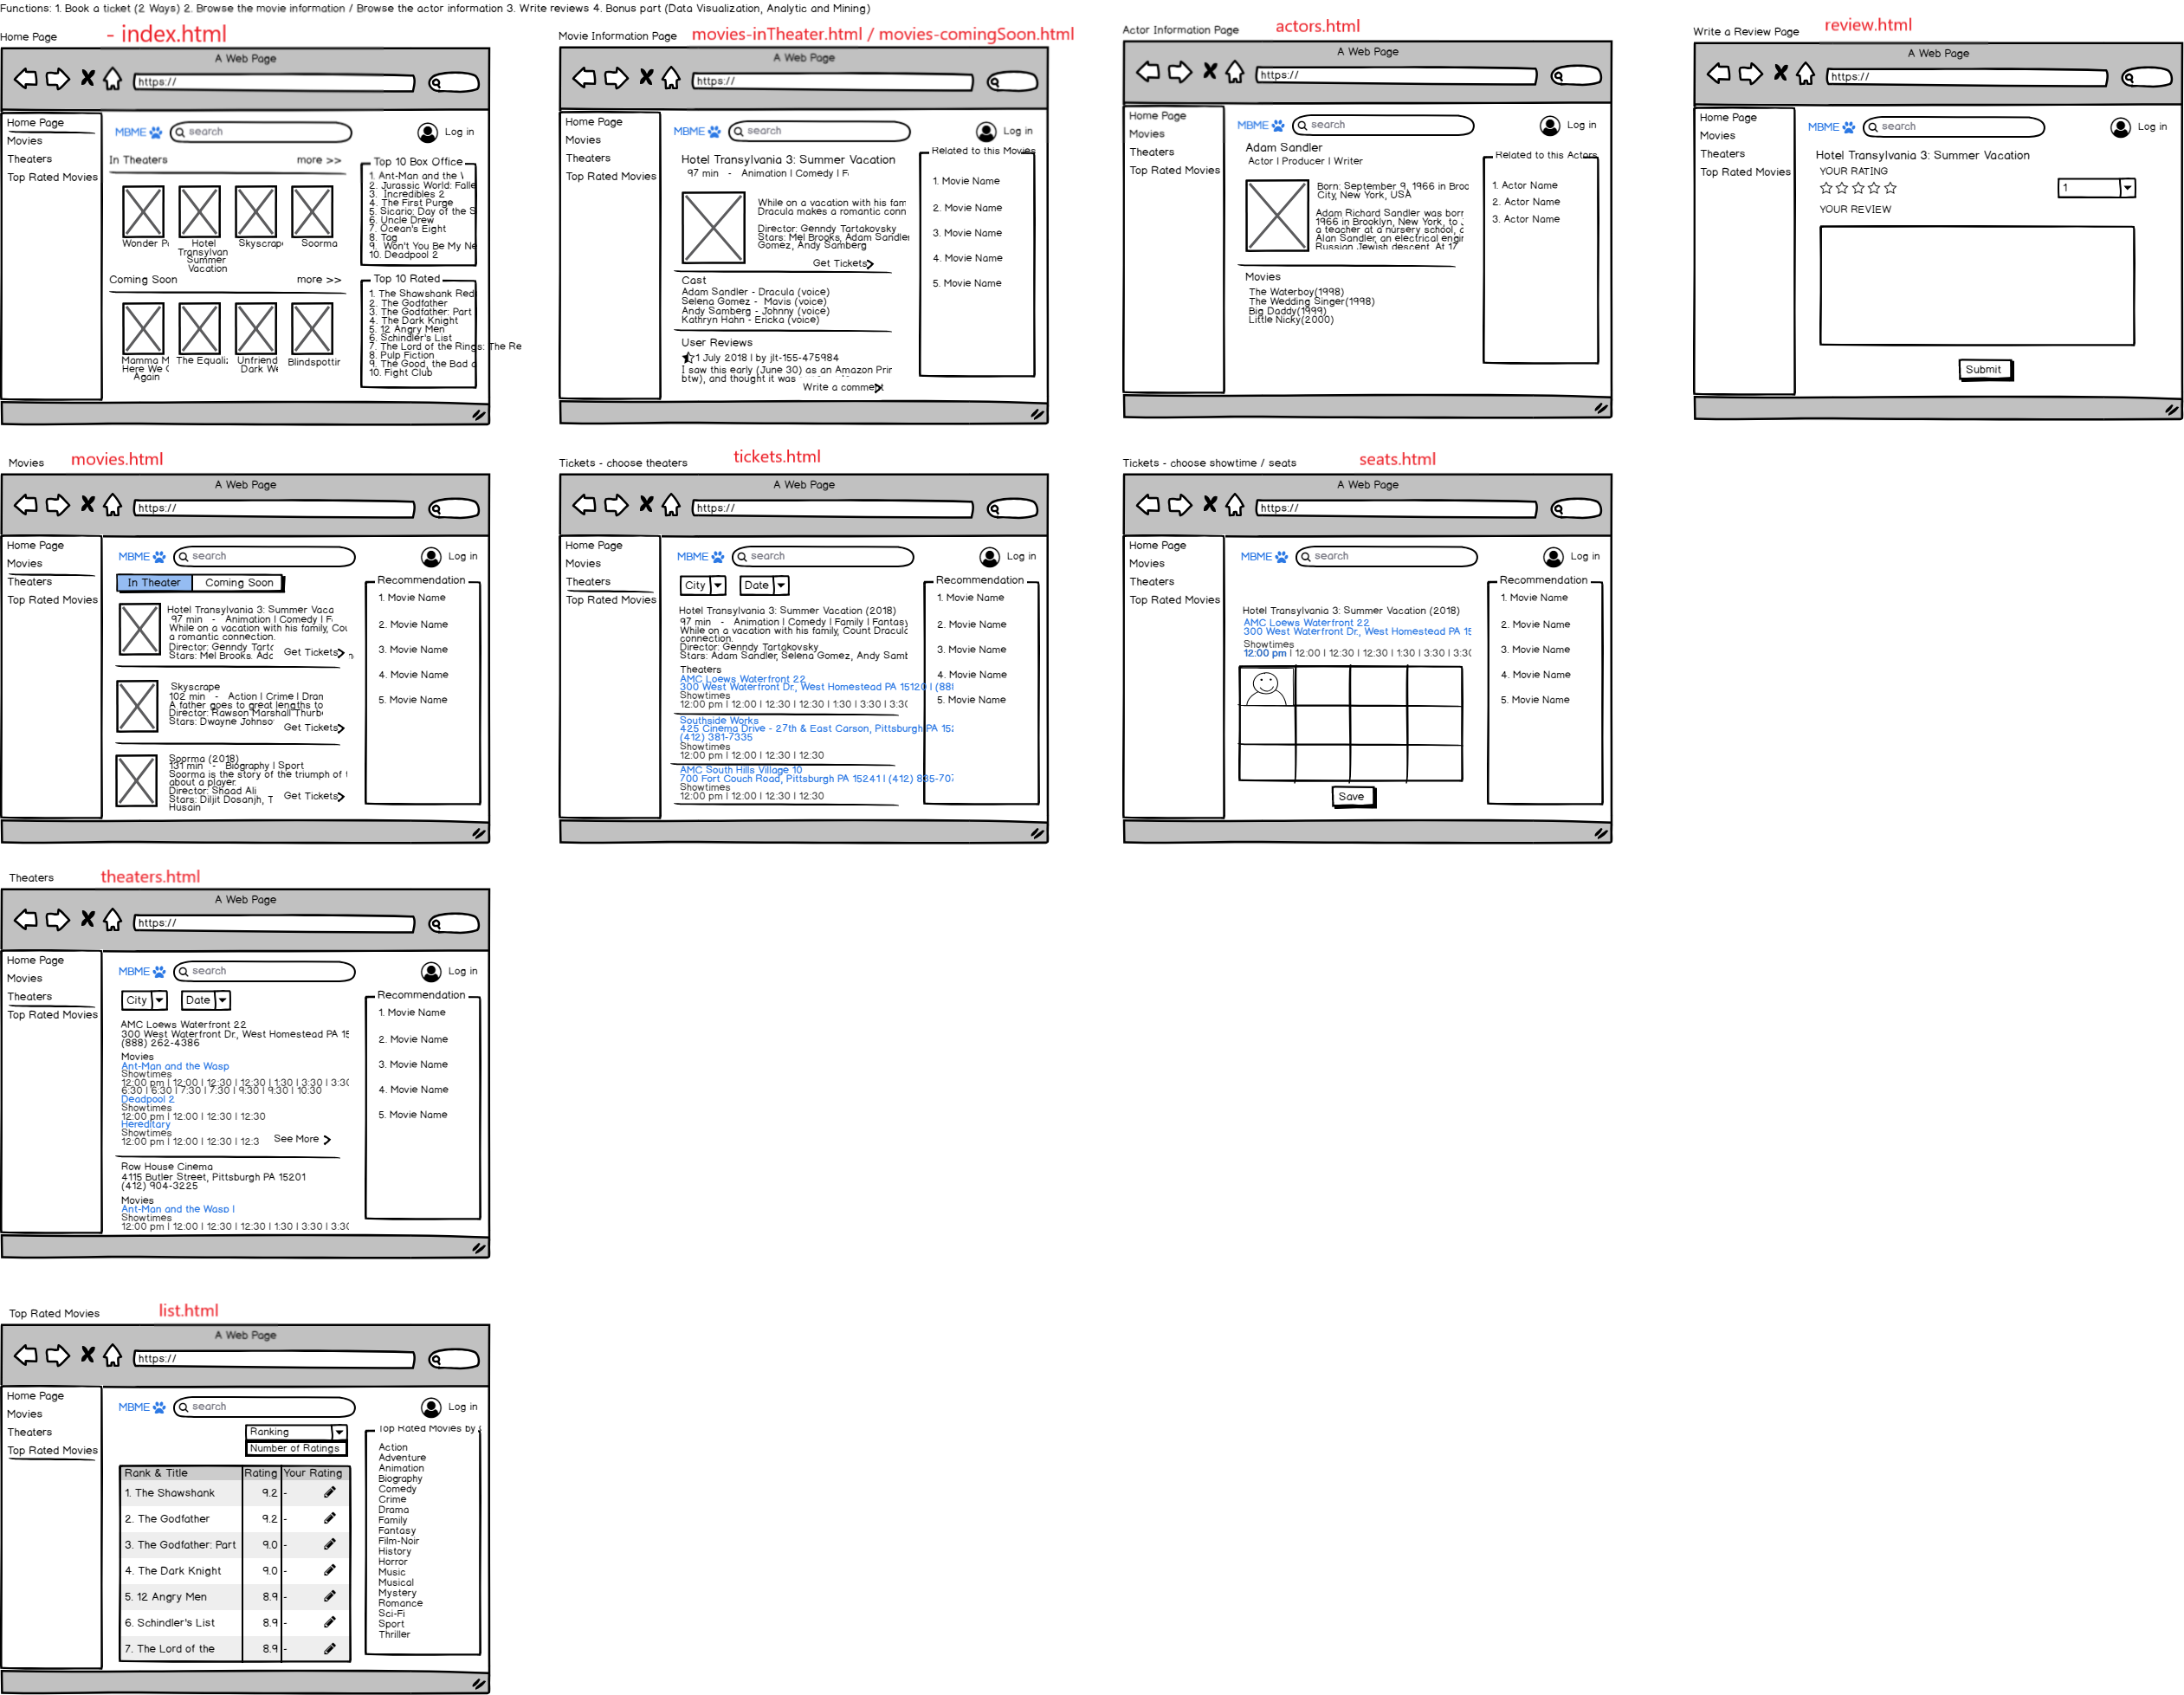 Functions: 1. Book a ticket (2 Ways) 2. Browse the movie information / Browse the actor information 3. Write reviews 4. Bonus part (Data Visualization, Analytic and Mining)
Home Page - index.html
A Web Page
https://
Home Page
Movies
Theaters
Top Rated Movies
MBME
search
Log in
In Theaters more >>
Wonder P
Hotel
Transylvan
Summer
Vacation
Skyscrap
Soorma
Coming Soon more >>
Mamma M
Here We
Again
The Equali
Unfriend
Dark We
Blindspottir
Top 10 Box Office
1. Ant-Man and the
2. Jurassic World: Falle
3. Incredibles 2
4. The First Purge
5. Sicario: Day of the S
6. Uncle Drew
7. Ocean's Eight
8. Tag
9. Won't You Be My Ne
10. Deadpool 2
Top 10 Rated
1. The Shawshank Red
2. The Godfather
3. The Godfather: Part
4. The Dark Knight
5. 12 Angry Men
6. Schindler's List
7. The Lord of the Rings: The Re
8. Pulp Fiction
9. The Good, the Bad a
10. Fight Club
Movie Information Page movies-inTheater.html / movies-comingSoon.html
A Web Page
https://
Home Page
Movies
Theaters
Top Rated Movies
MBME
search
Log in
Hotel Transylvania 3: Summer Vacation
97 min - Animation | Comedy | F
While on a vacation with his fam
Dracula makes a romantic conn
Director: Genndy Tartakovsky
Stars: Mel Brooks, Adam Sandler
Gomez, Andy Samberg
Get Tickets
Cast
Adam Sandler - Dracula (voice)
Selena Gomez - Mavis (voice)
Andy Samberg - Johnny (voice)
Kathryn Hahn - Ericka (voice)
User Reviews
1 July 2018 | by jlt-155-475984
I saw this early (June 30) as an Amazon Prir
btw), and thought it was
Write a comment
Related to this Movies
1. Movie Name
2. Movie Name
3. Movie Name
4. Movie Name
5. Movie Name
Actor Information Page actors.html
A Web Page
https://
Home Page
Movies
Theaters
Top Rated Movies
MBME
search
Log in
Adam Sandler
Actor | Producer | Writer
Born: September 9, 1966 in Broo
City, New York, USA
Adam Richard Sandler was born
1966 in Brooklyn, New York, to
a teacher at a nursery school, a
Alan Sandler, an electrical engir
Russian Jewish descent. At 17
Movies
The Waterboy(1998)
The Wedding Singer(1998)
Big Daddy(1999)
Little Nicky(2000)
Related to this Actors
1. Actor Name
2. Actor Name
3. Actor Name
Write a Review Page review.html
A Web Page
https://
Home Page
Movies
Theaters
Top Rated Movies
MBME
search
Log in
Hotel Transylvania 3: Summer Vacation
YOUR RATING
1
YOUR REVIEW
Submit
Movies movies.html
A Web Page
https://
Home Page
Movies
Theaters
Top Rated Movies
MBME
search
Log in
In Theater Coming Soon
Hotel Transylvania 3: Summer Vaca
97 min - Animation | Comedy | F
While on a vacation with his family, Cou
a romantic connection.
Director: Genndy Tarta
Stars: Mel Brooks, Ada
Get Tickets
Skyscrape
102 min - Action | Crime | Dran
A father goes to great lengths to
Director: Rawson Marshall Thurb
Stars: Dwayne Johnso
Get Tickets
Soorma (2018)
131 min - Biography | Sport
Soorma is the story of the triumph of
about a player.
Director: Shaad Ali
Stars: Diljit Dosanjh, T
Husain
Get Tickets
Recommendation
1. Movie Name
2. Movie Name
3. Movie Name
4. Movie Name
5. Movie Name
Tickets - choose theaters tickets.html
A Web Page
https://
Home Page
Movies
Theaters
Top Rated Movies
MBME
search
Log in
City Date
Hotel Transylvania 3: Summer Vacation (2018)
97 min - Animation | Comedy | Family | Fantasy
While on a vacation with his family, Count Dracula
connection.
Director: Genndy Tartakovsky
Stars: Adam Sandler, Selena Gomez, Andy Samb
Theaters
AMC Loews Waterfront 22
300 West Waterfront Dr., West Homestead PA 15120 | (88
Showtimes
12:00 pm | 12:00 | 12:30 | 12:30 | 1:30 | 3:30 | 3:30
Southside Works
425 Cinema Drive - 27th & East Carson, Pittsburgh PA 152
(412) 381-7335
Showtimes
12:00 pm | 12:00 | 12:30 | 12:30
AMC South Hills Village 10
700 Fort Couch Road, Pittsburgh PA 15241 | (412) 835-70
Showtimes
12:00 pm | 12:00 | 12:30 | 12:30
Recommendation
1. Movie Name
2. Movie Name
3. Movie Name
4. Movie Name
5. Movie Name
Tickets - choose showtime / seats seats.html
A Web Page
https://
Home Page
Movies
Theaters
Top Rated Movies
MBME
search
Log in
Hotel Transylvania 3: Summer Vacation (2018)
AMC Loews Waterfront 22
300 West Waterfront Dr., West Homestead PA 15
Showtimes
12:00 pm | 12:00 | 12:30 | 12:30 | 1:30 | 3:30 | 3:30
Save
Recommendation
1. Movie Name
2. Movie Name
3. Movie Name
4. Movie Name
5. Movie Name
Theaters theaters.html
A Web Page
https://
Home Page
Movies
Theaters
Top Rated Movies
MBME
search
Log in
City Date
AMC Loews Waterfront 22
300 West Waterfront Dr., West Homestead PA 15
(888) 262-4386
Movies
Ant-Man and the Wasp
Showtimes
12:00 pm | 12:00 | 12:30 | 12:30 | 1:30 | 3:30 | 3:30
6:30 | 6:30 | 7:30 | 7:30 | 9:30 | 9:30 | 10:30
Deadpool 2
Showtimes
12:00 pm | 12:00 | 12:30 | 12:30
Hereditary
Showtimes
12:00 pm | 12:00 | 12:30 | 12:3
See More
Row House Cinema
4115 Butler Street, Pittsburgh PA 15201
(412) 904-3225
Movies
Ant-Man and the Wasp |
Showtimes
12:00 pm | 12:00 | 12:30 | 12:30 | 1:30 | 3:30 | 3:30
Recommendation
1. Movie Name
2. Movie Name
3. Movie Name
4. Movie Name
5. Movie Name
Top Rated Movies list.html
A Web Page
https://
Home Page
Movies
Theaters
Top Rated Movies
MBME
search
Log in
Ranking
Number of Ratings
Rank & Title Rating Your Rating
1. The Shawshank 9.2 -
2. The Godfather 9.2 -
3. The Godfather: Part 9.0 -
4. The Dark Knight 9.0 -
5. 12 Angry Men 8.9 -
6. Schindler's List 8.9 -
7. The Lord of the 8.9 -
Top Rated Movies by
Action
Adventure
Animation
Biography
Comedy
Crime
Drama
Family
Fantasy
Film-Noir
History
Horror
Music
Musical
Mystery
Romance
Sci-Fi
Sport
Thriller